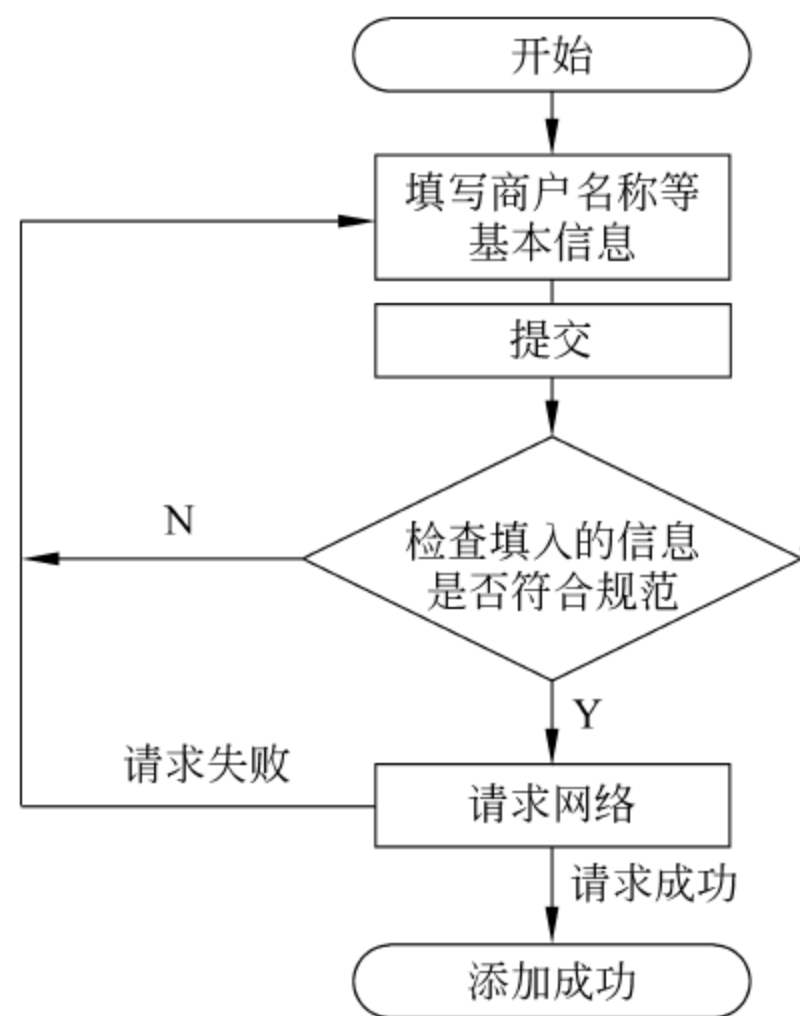 开始
填写商户名称等
基本信息
提交
N
检查填入的信息
是否符合规范
Y
请求失败
请求网络
请求成功
添加成功